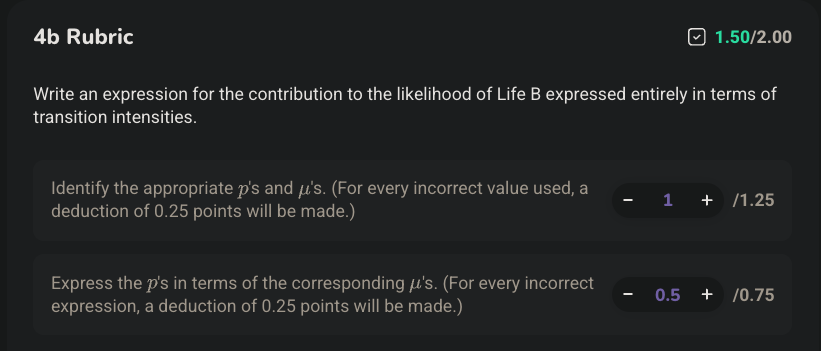 4b Rubric 1.50/2.00
Write an expression for the contribution to the likelihood of Life B expressed entirely in terms of
transition intensities.
Identify the appropriate p's and μ's. (For every incorrect value used, a
deduction of 0.25 points will be made.)
− 1 + /1.25
Express the p's in terms of the corresponding μ's. (For every incorrect
expression, a deduction of 0.25 points will be made.)
− 0.5 + /0.75